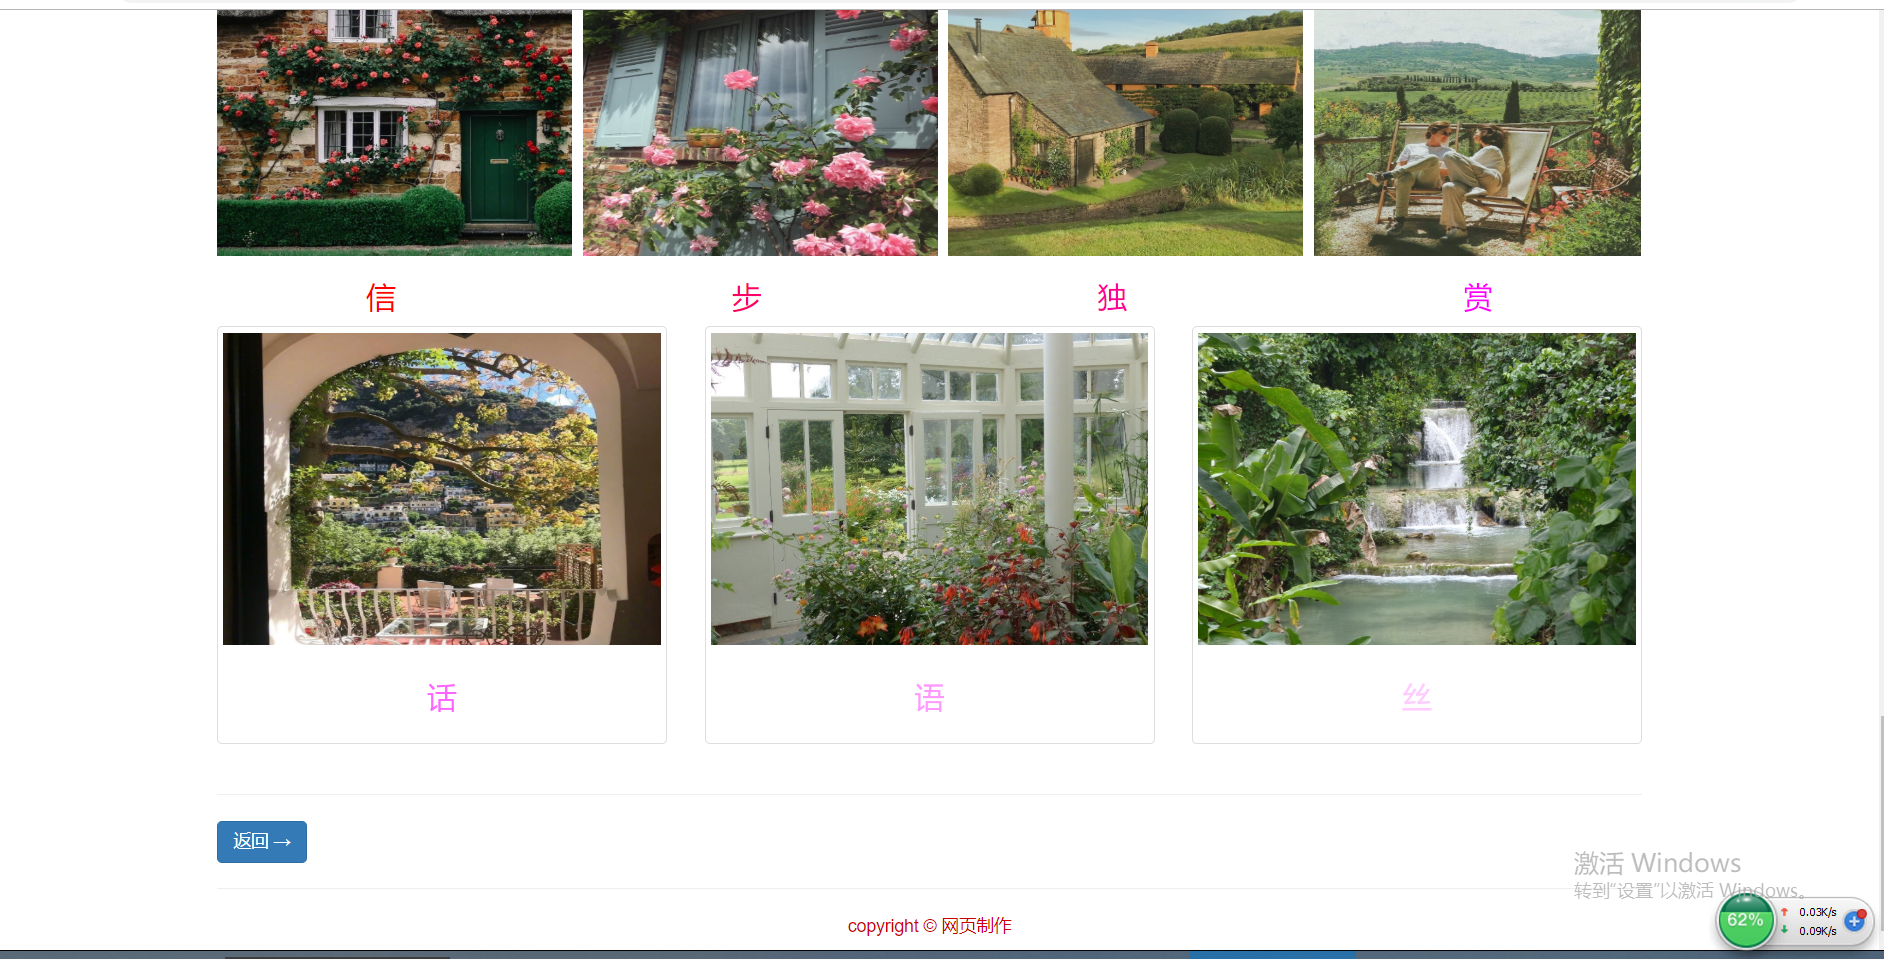 信 步 独 赏
话 语 丝
返回 →
激活 Windows
转到"设置"以激活 Windows。
62% 0.03K/s
0.09K/s
copyright © 网页制作